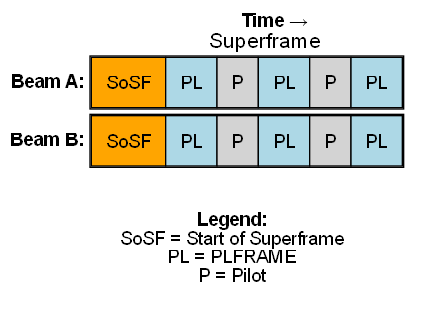 Time →
Superframe
Beam A: SoSF PL P PL P PL
Beam B: SoSF PL P PL P PL
Legend:
SoSF = Start of Superframe
PL = PLFRAME
P = Pilot